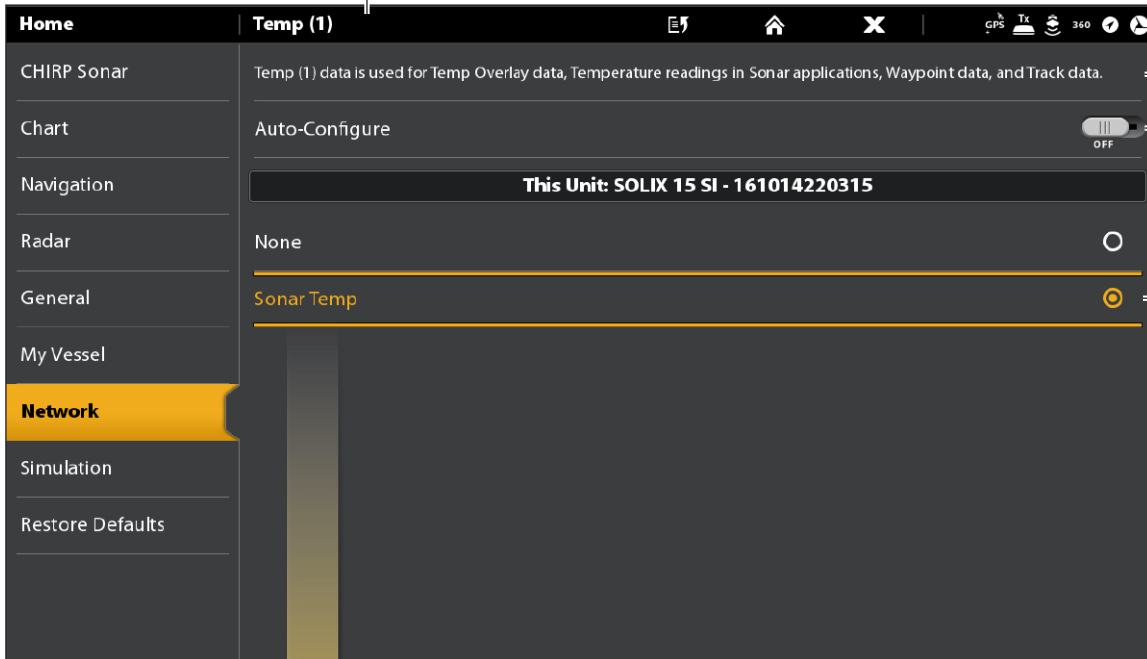 Home
Temp (1)
GPS Tx 360
CHIRP Sonar
Temp (1) data is used for Temp Overlay data, Temperature readings in Sonar applications, Waypoint data, and Track data.
Chart
Auto-Configure
OFF
Navigation
This Unit: SOLIX 15 SI - 161014220315
Radar
None
General
Sonar Temp
My Vessel
Network
Simulation
Restore Defaults